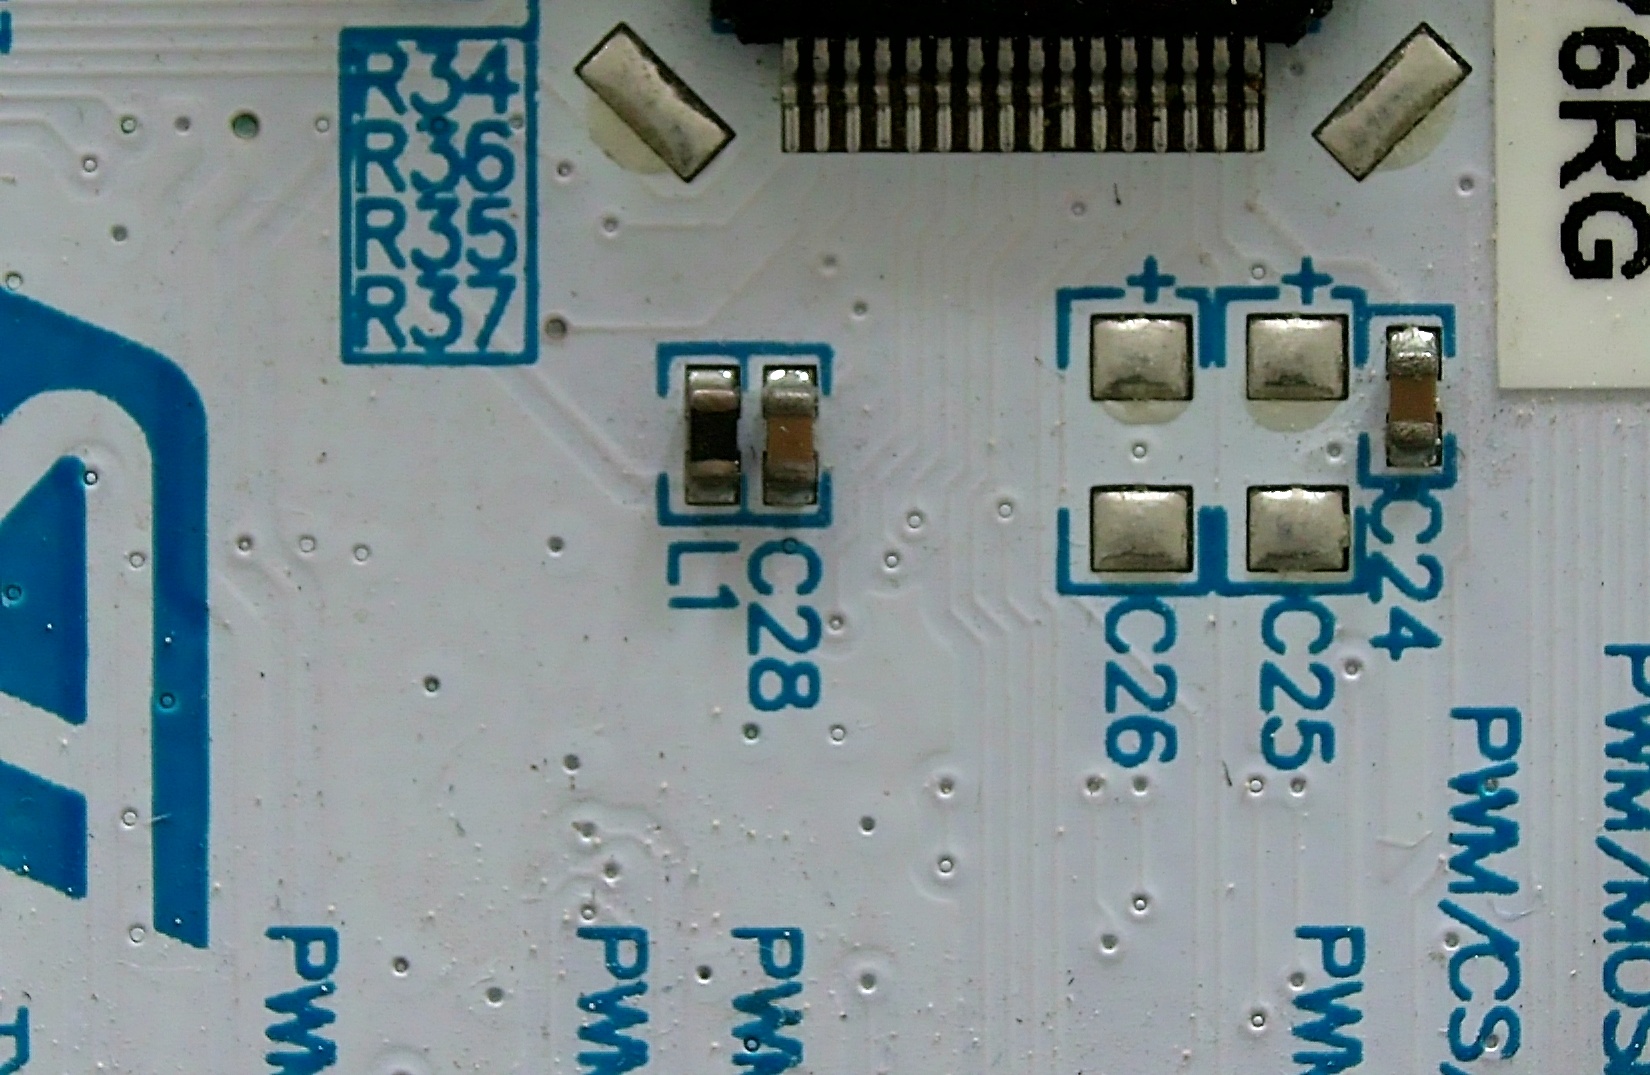 R34
R36
R35
R37
6RG
+
+
L1
C28
C26
C25
C24
PWM/CS/
PWM/MOS
PWM
PWM
PWM
PWM